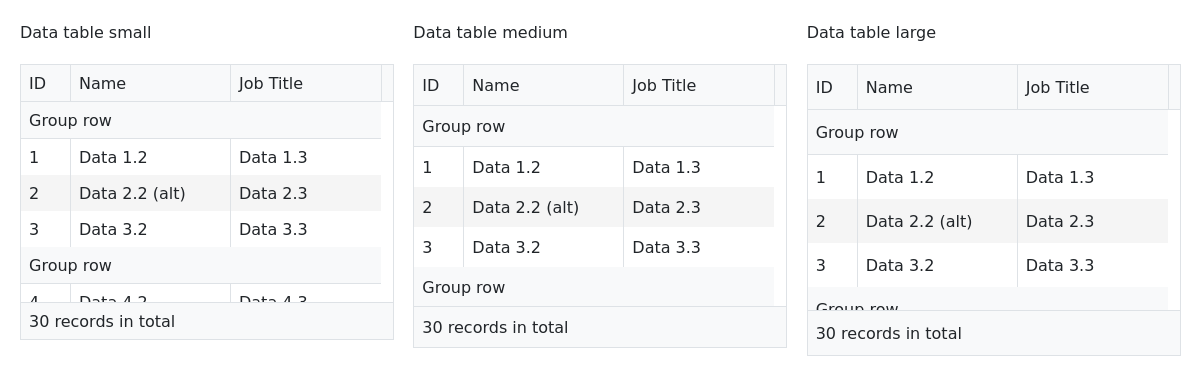 Data table small
ID Name Job Title
Group row
1 Data 1.2 Data 1.3
2 Data 2.2 (alt) Data 2.3
3 Data 3.2 Data 3.3
Group row
4 Data 4.2 Data 4.3
30 records in total
Data table medium
ID Name Job Title
Group row
1 Data 1.2 Data 1.3
2 Data 2.2 (alt) Data 2.3
3 Data 3.2 Data 3.3
Group row
30 records in total
Data table large
ID Name Job Title
Group row
1 Data 1.2 Data 1.3
2 Data 2.2 (alt) Data 2.3
3 Data 3.2 Data 3.3
Group row
30 records in total